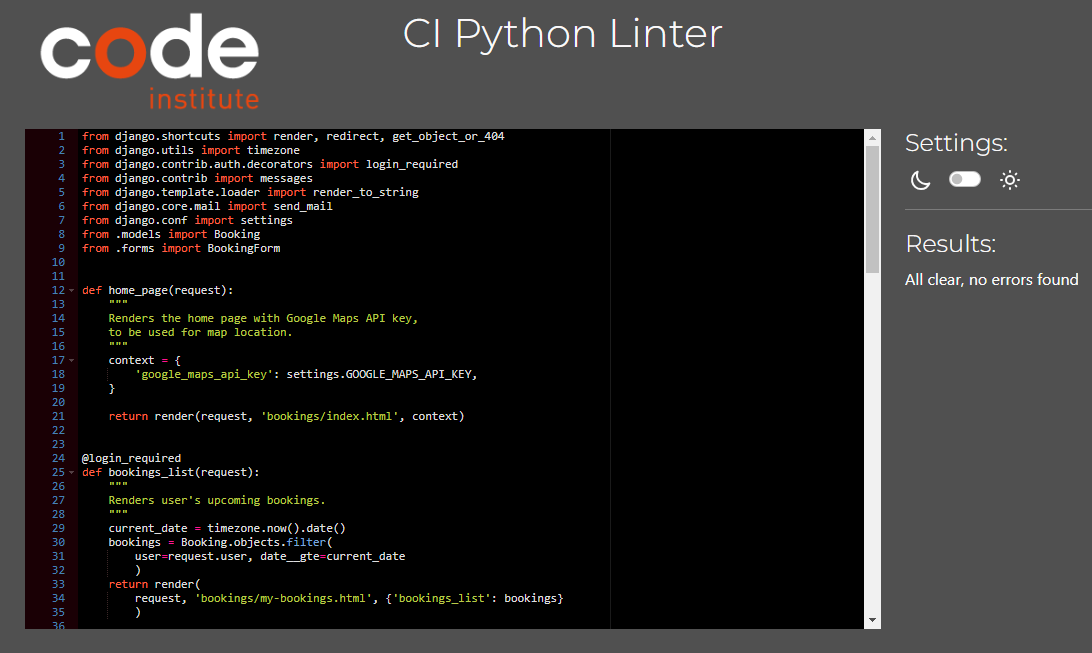 code
institute
CI Python Linter
1 from django.shortcuts import render, redirect, get_object_or_404
2 from django.utils import timezone
3 from django.contrib.auth.decorators import login_required
4 from django.contrib import messages
5 from django.template.loader import render_to_string
6 from django.core.mail import send_mail
7 from django.conf import settings
8 from .models import Booking
9 from .forms import BookingForm
10
11
12 def home_page(request):
13     """
14     Renders the home page with Google Maps API key,
15     to be used for map location.
16     """
17     context = {
18         'google_maps_api_key': settings.GOOGLE_MAPS_API_KEY,
19     }
20
21     return render(request, 'bookings/index.html', context)
22
23
24 @login_required
25 def bookings_list(request):
26     """
27     Renders user's upcoming bookings.
28     """
29     current_date = timezone.now().date()
30     bookings = Booking.objects.filter(
31         user=request.user, date__gte=current_date
32         )
33     return render(
34         request, 'bookings/my-bookings.html', {'bookings_list': bookings}
35         )
36
Settings:
Results:
All clear, no errors found